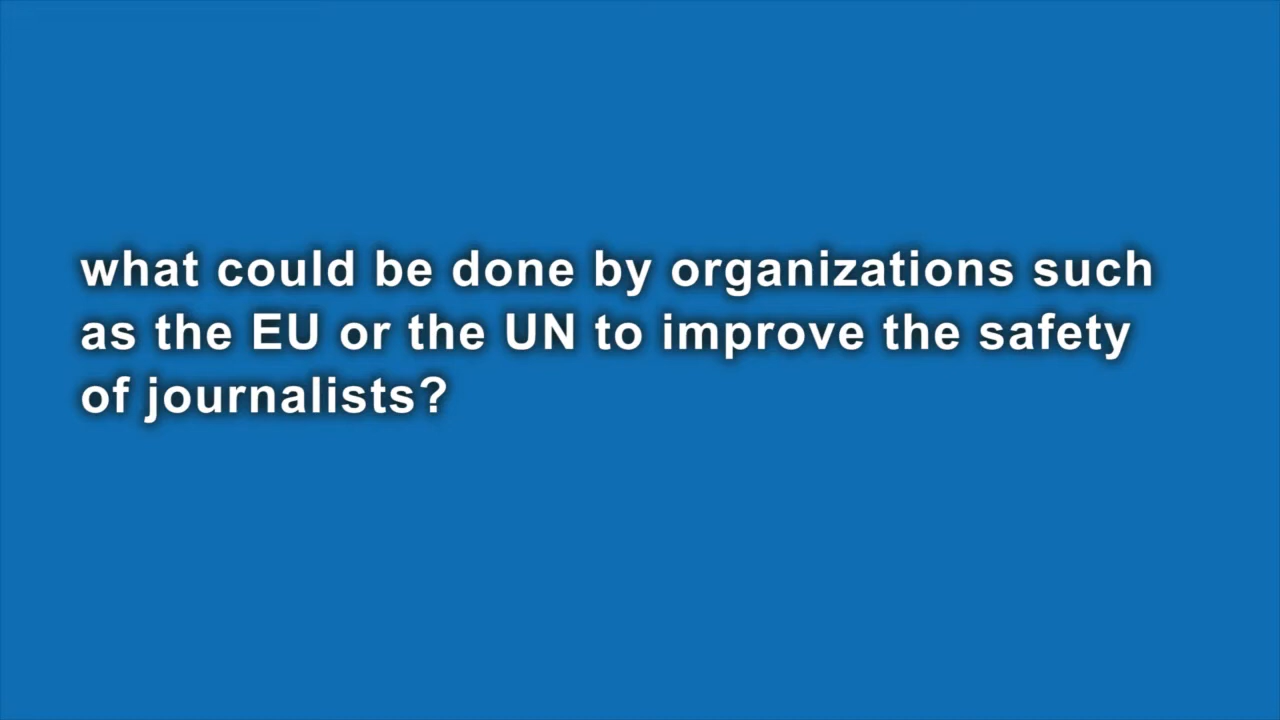 what could be done by organizations such
as the EU or the UN to improve the safety
of journalists?